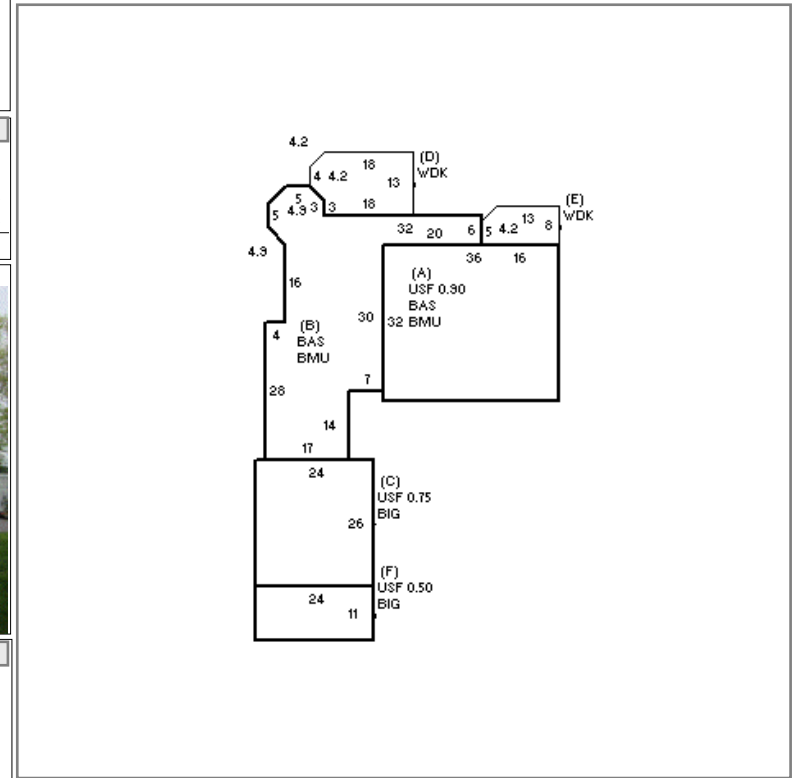 4.2
18
(D)
WDK
4 4.2
13
(E)
WDK
5
4.9 3 3
18
5
13
32 20 6 5 4.2 8
4.9
36 16
(A)
USF 0.90
BAS
BMU
16
30
32
(B)
BAS
BMU
4
7
28
14
17
24
(C)
USF 0.75
BIG
26
(F)
USF 0.50
BIG
24
11